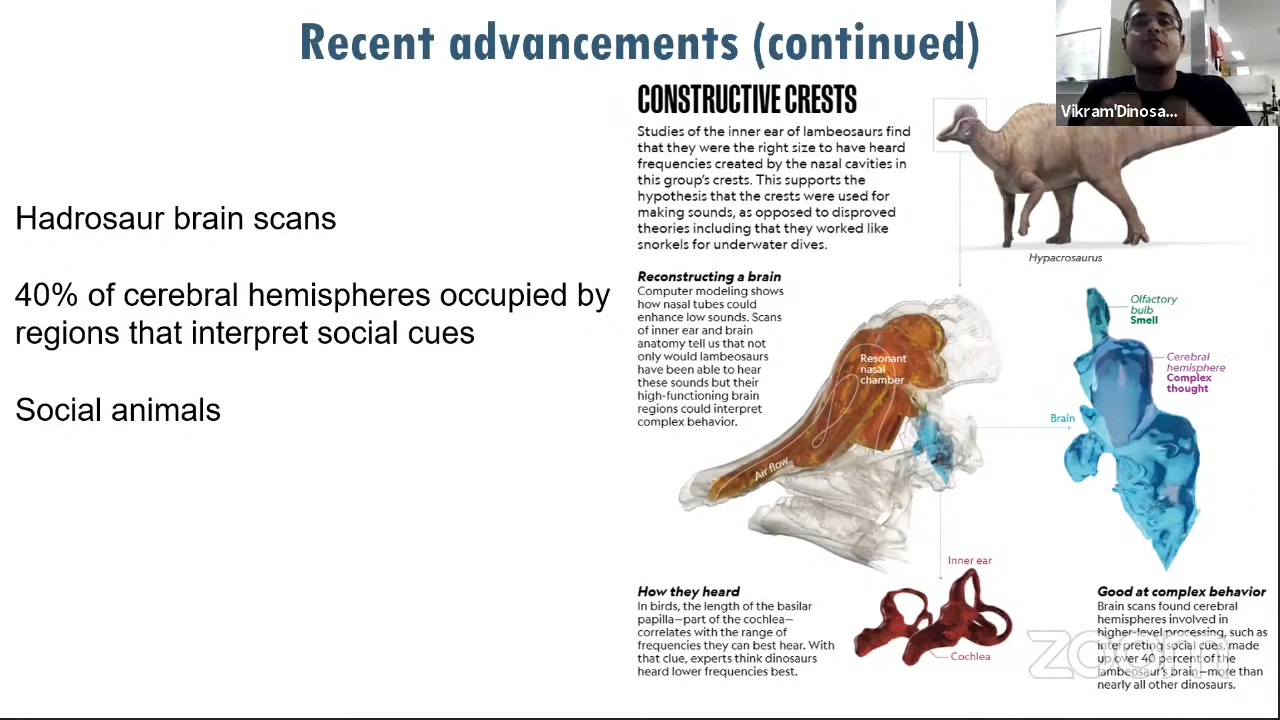 Recent advancements (continued)
Vikram'Dinosa...
Hadrosaur brain scans
40% of cerebral hemispheres occupied by
regions that interpret social cues
Social animals
CONSTRUCTIVE CRESTS
Studies of the inner ear of lambeosaurs find
that they were the right size to have heard
frequencies created by the nasal cavities in
this group's crests. This supports the
hypothesis that the crests were used for
making sounds, as opposed to disproved
theories including that they worked like
snorkels for underwater dives.
Hypacrosaurus
Reconstructing a brain
Computer modeling shows
how nasal tubes could
enhance low sounds. Scans
of inner ear and brain
anatomy tell us that not
only would lambeosaurs
have been able to hear
these sounds but their
high-functioning brain
regions could interpret
complex behavior.
Resonant
nasal
chamber
Air flow
Olfactory
bulb
Smell
Cerebral
hemisphere
Complex
thought
Brain
Inner ear
Cochlea
How they heard
In birds, the length of the basilar
papilla—part of the cochlea—
correlates with the range of
frequencies they can best hear. With
that clue, experts think dinosaurs
heard lower frequencies best.
Good at complex behavior
Brain scans found cerebral
hemispheres involved in
higher-level processing, such as
interpreting social cues, made
up over 40 percent of the
lambeosaur's brain—more than
nearly all other dinosaurs.
zoom